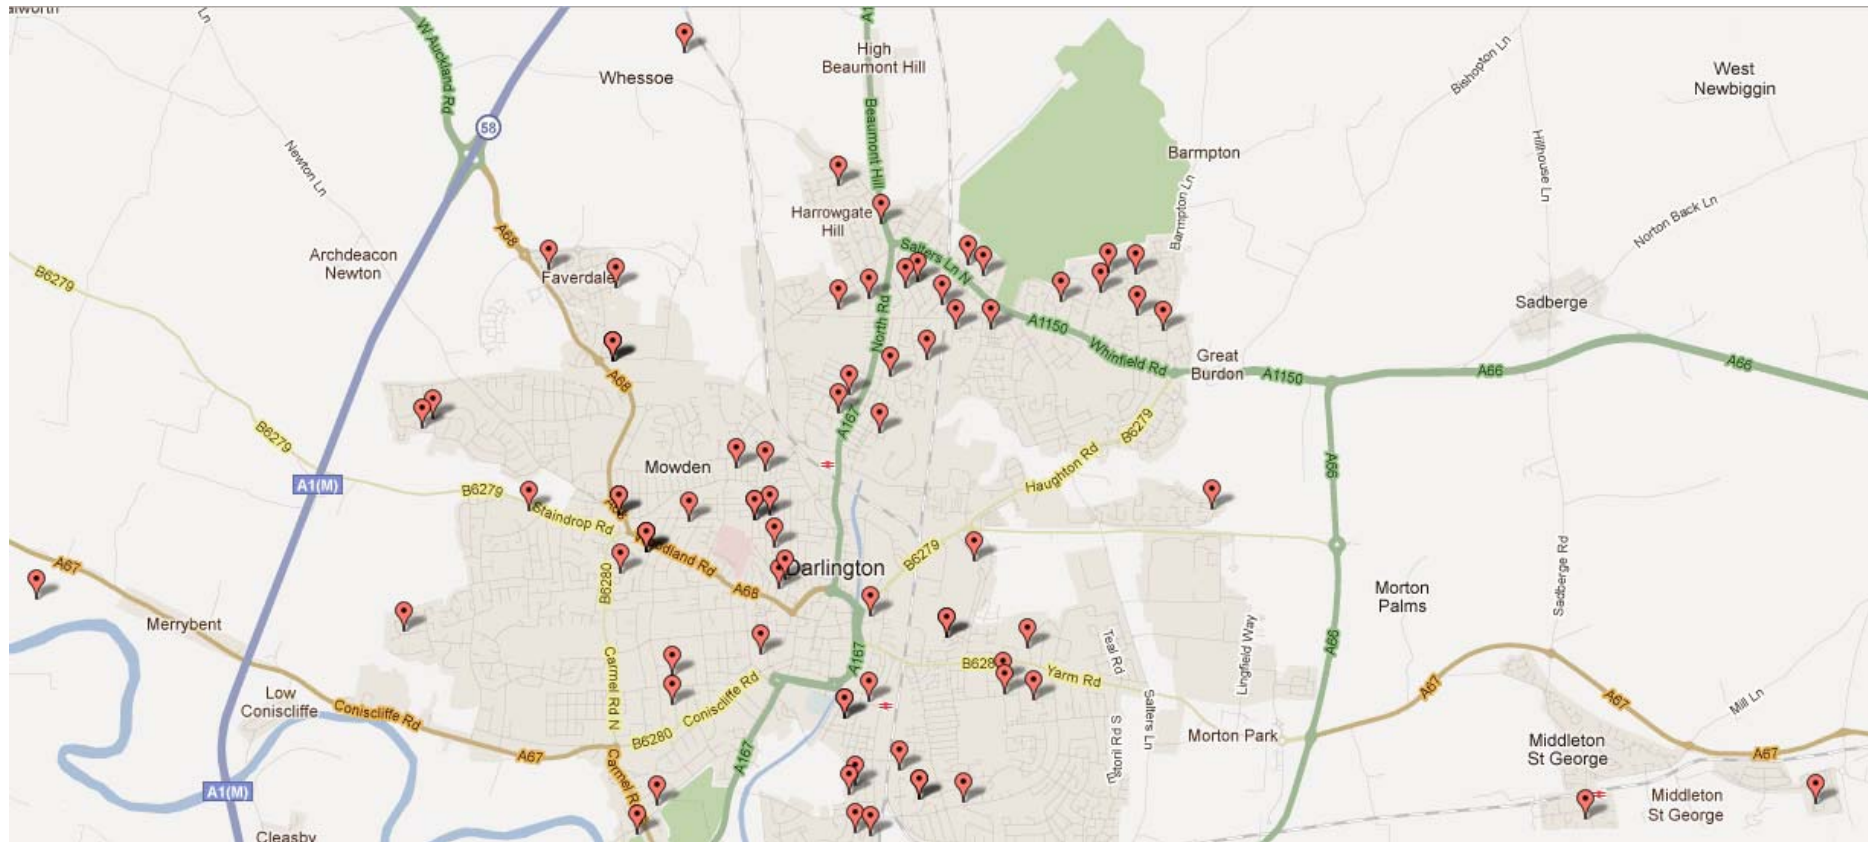 W Auckland Rd
Ln
A1
High
Beaumont Hill
Whessoe
West
Newbiggin
Bishopton Ln
58
Beaumont Hill
Newton Ln
Barmpton
Hillhouse Ln
Barmpton Ln
Harrowgate
Hill
Norton Back Ln
A68
Archdeacon
Newton
Salters Ln N
B6279
Faverdale
Sadberge
North Rd
A1150
Whinfield Rd
Great
Burdon
A1150
A66
A66
A68
A167
B6279
B6279
Mowden
Haughton Rd
A66
A1(M)
B6279
Staindrop Rd
Woodland Rd
B6279
A67
Darlington
A68
B6280
Sadberge Rd
Morton
Palms
Merrybent
A167
Teal Rd
Lingfield Way
A66
Carmel Rd N
Yarm Rd
Low
Coniscliffe
Coniscliffe Rd
Coniscliffe Rd
A67
A67
Mill Ln
Salters Ln
B6280
Morton Park
Middleton
St George
A67
A67
A167
Carmel
A1(M)
Middleton
St George
Cleasby